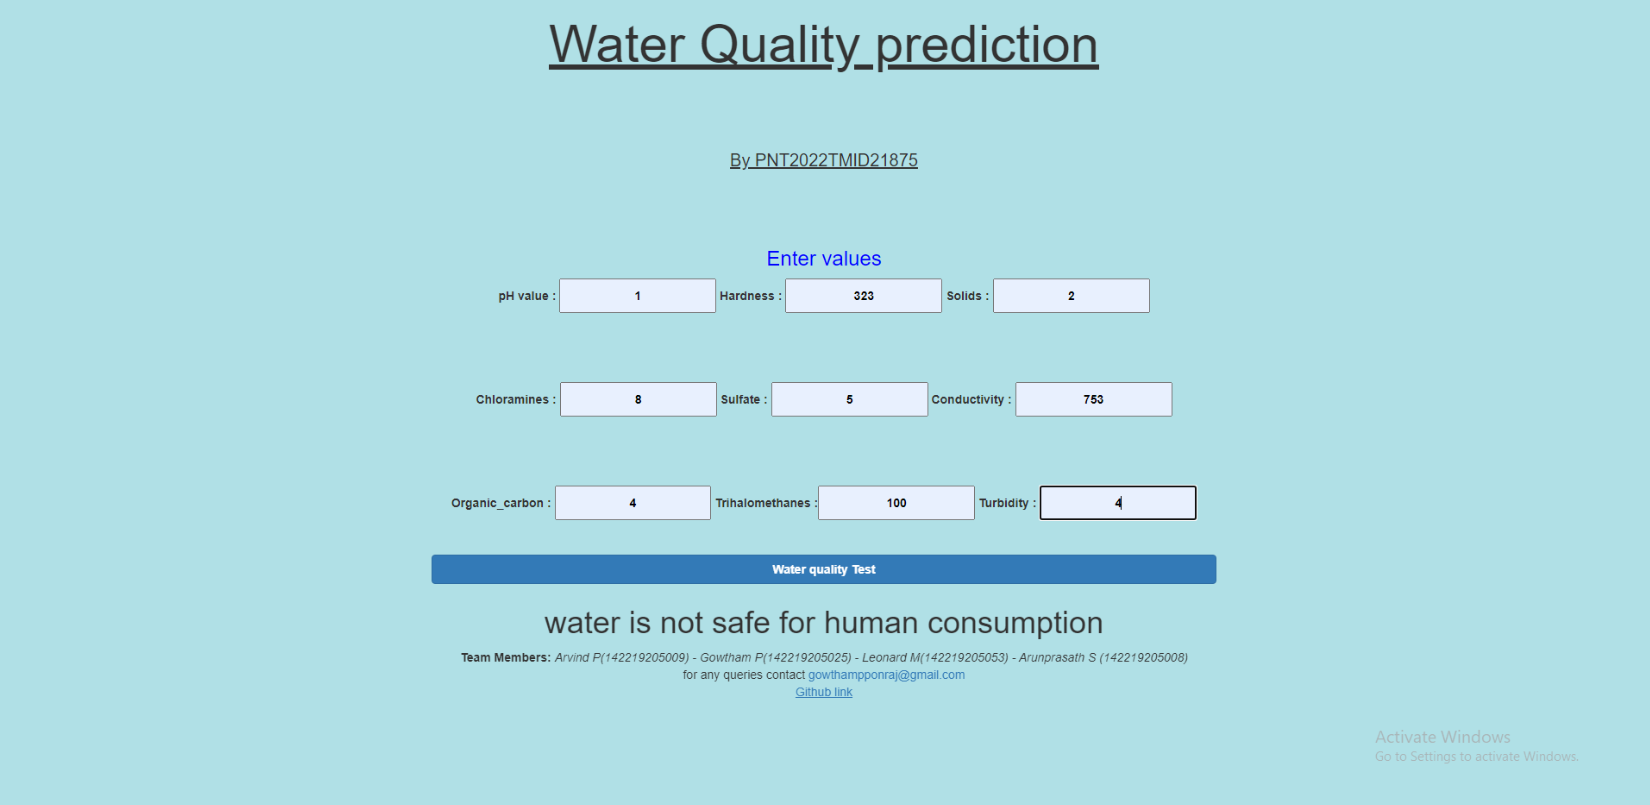 Water Quality prediction
By PNT2022TMID21875
Enter values
pH value : 1 Hardness : 323 Solids : 2
Chloramines : 8 Sulfate : 5 Conductivity : 753
Organic_carbon : 4 Trihalomethanes : 100 Turbidity : 4
Water quality Test
water is not safe for human consumption
Team Members: Arvind P(142219205009) - Gowtham P(142219205025) - Leonard M(142219205053) - Arunprasath S (142219205008)
for any queries contact gowthampponraj@gmail.com
Github link
Activate Windows
Go to Settings to activate Windows.